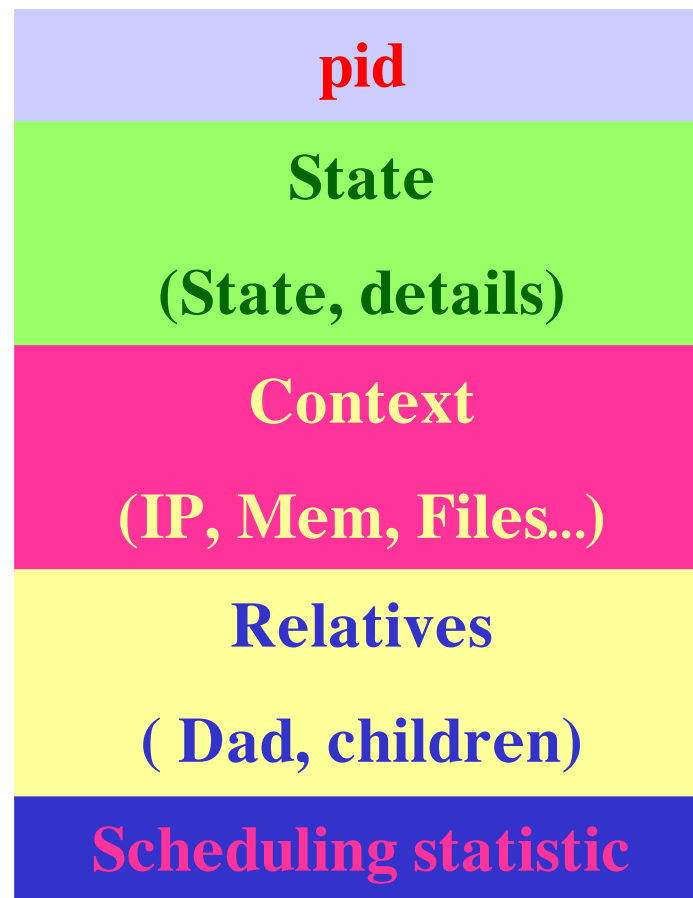 pid
State
(State, details)
Context
(IP, Mem, Files...)
Relatives
( Dad, children)
Scheduling statistic